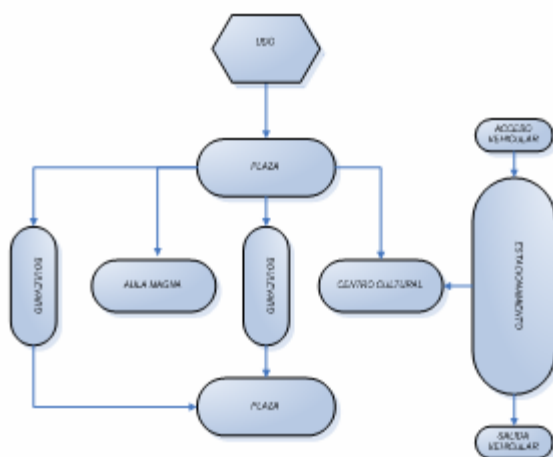 UDO
PLAZA
ACCESO
VEHICULAR
BOULEVARD
AULA MAGNA
BOULEVARD
CENTRO CULTURAL
ESTACIONAMIENTO
PLAZA
SALIDA
VEHICULAR